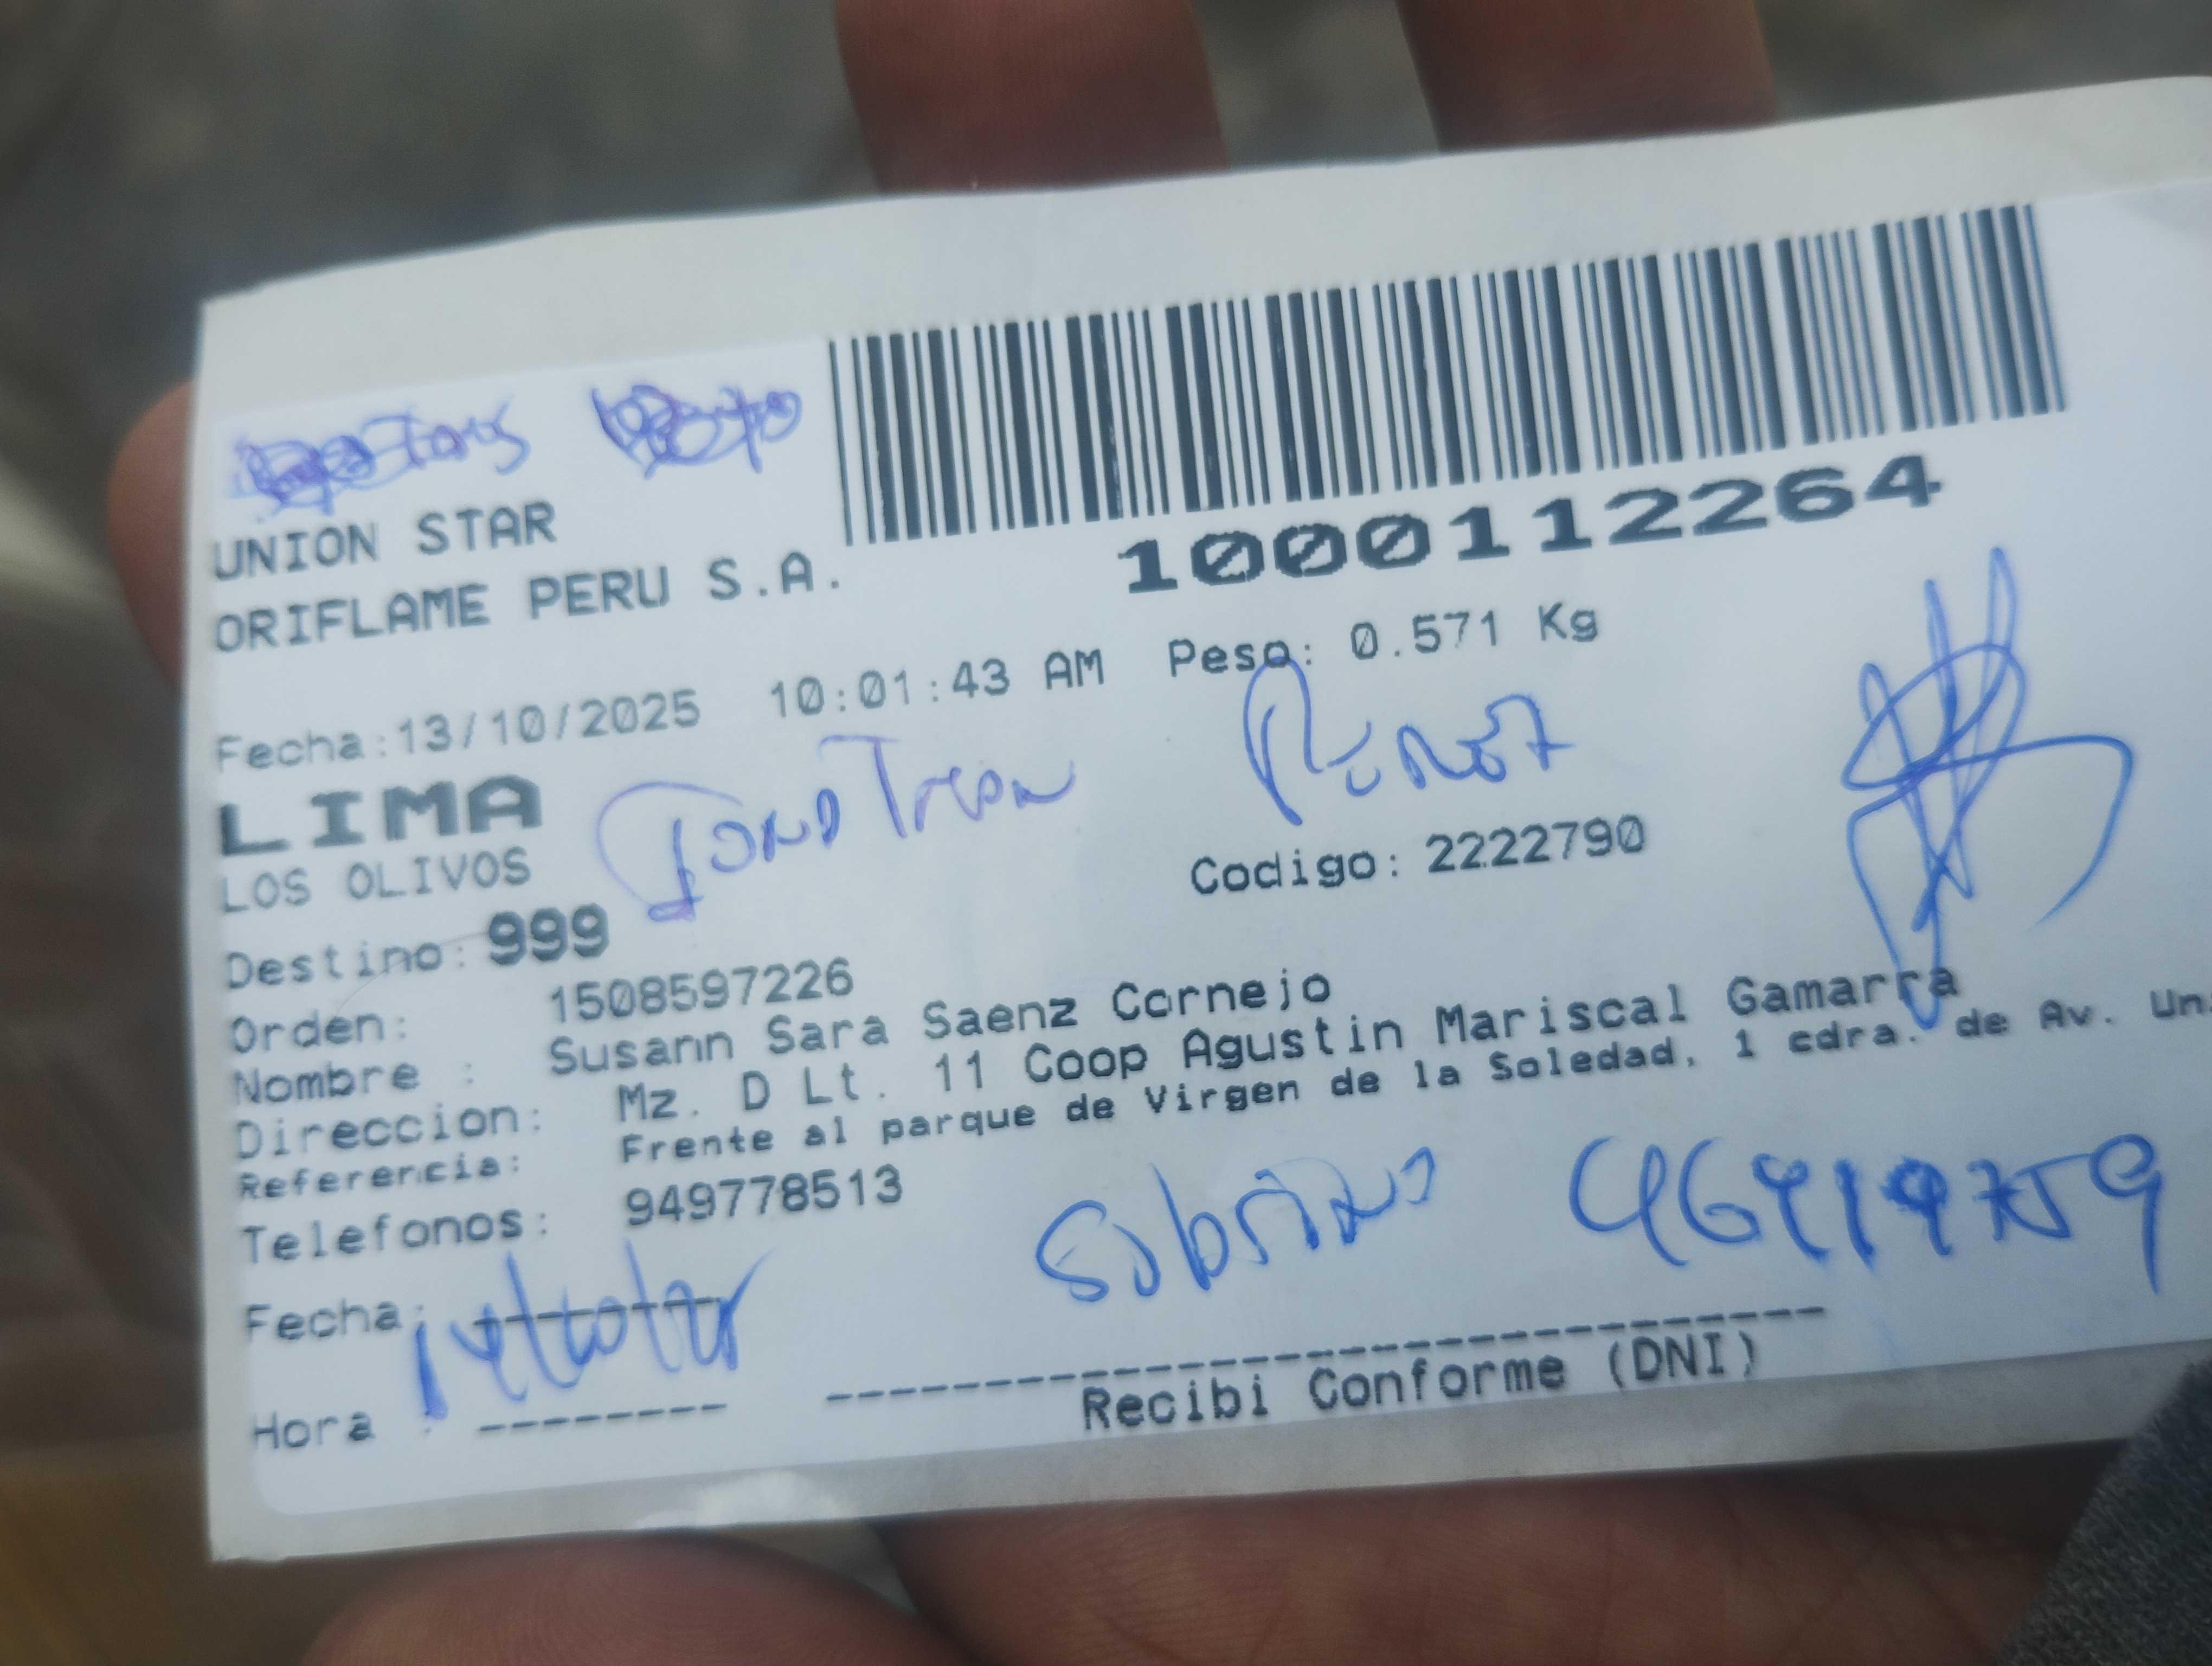 UNION STAR
ORIFLAME PERU S.A.
1000112264
Fecha:13/10/2025 10:01:43 AM Peso: 0.571 Kg
LIMA
LOS OLIVOS
Codigo: 2222790
Destino: 999
Orden: 1508597226
Nombre : Susann Sara Saenz Cornejo
Direccion: Mz. D Lt. 11 Coop Agustin Mariscal Gamarra
Referencia: Frente al parque de Virgen de la Soledad, 1 cdra. de Av. Un
Telefonos: 949778513
Sobrino
Fecha:
Hora :
Recibi Conforme (DNI)